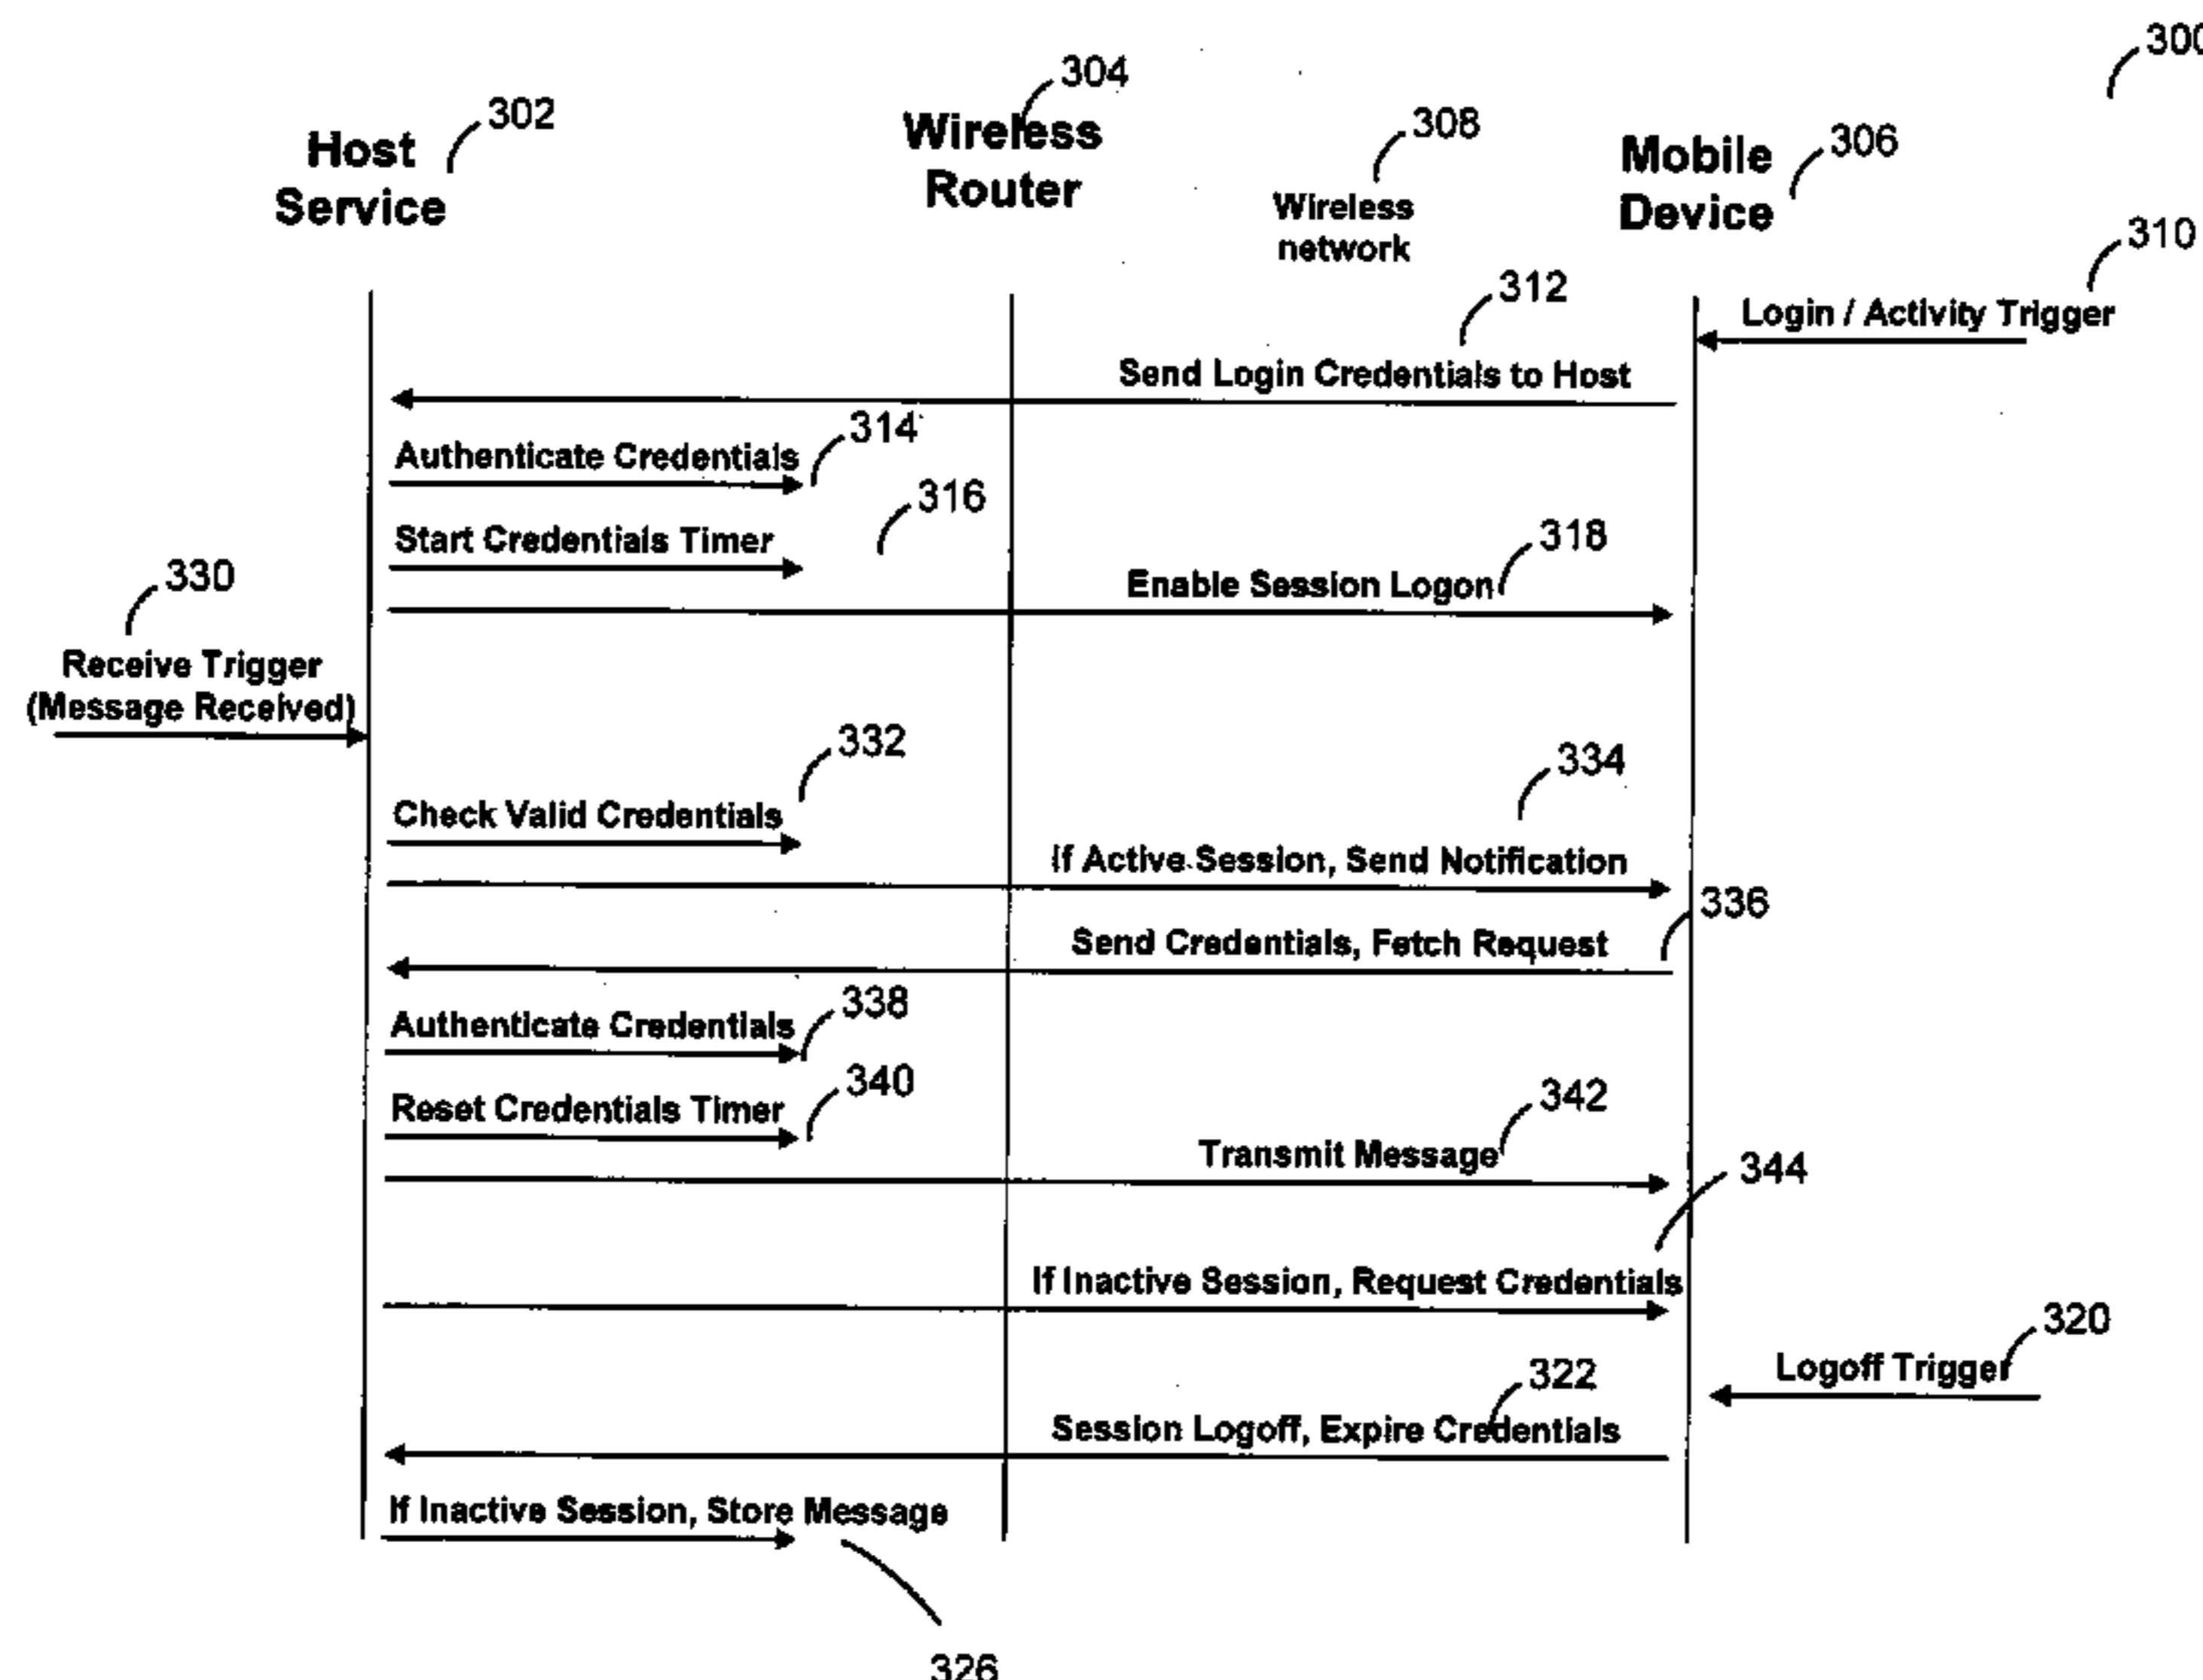 300
304
302
Host
Service
Wireless
Router
308
Wireless
network
Mobile
Device
306
310
Login / Activity Trigger
312
Send Login Credentials to Host
314
Authenticate Credentials
316
Start Credentials Timer
318
Enable Session Logon
330
Receive Trigger
(Message Received)
332
Check Valid Credentials
334
If Active Session, Send Notification
336
Send Credentials, Fetch Request
338
Authenticate Credentials
340
Reset Credentials Timer
342
Transmit Message
344
If Inactive Session, Request Credentials
320
Logoff Trigger
322
Session Logoff, Expire Credentials
If Inactive Session, Store Message
326